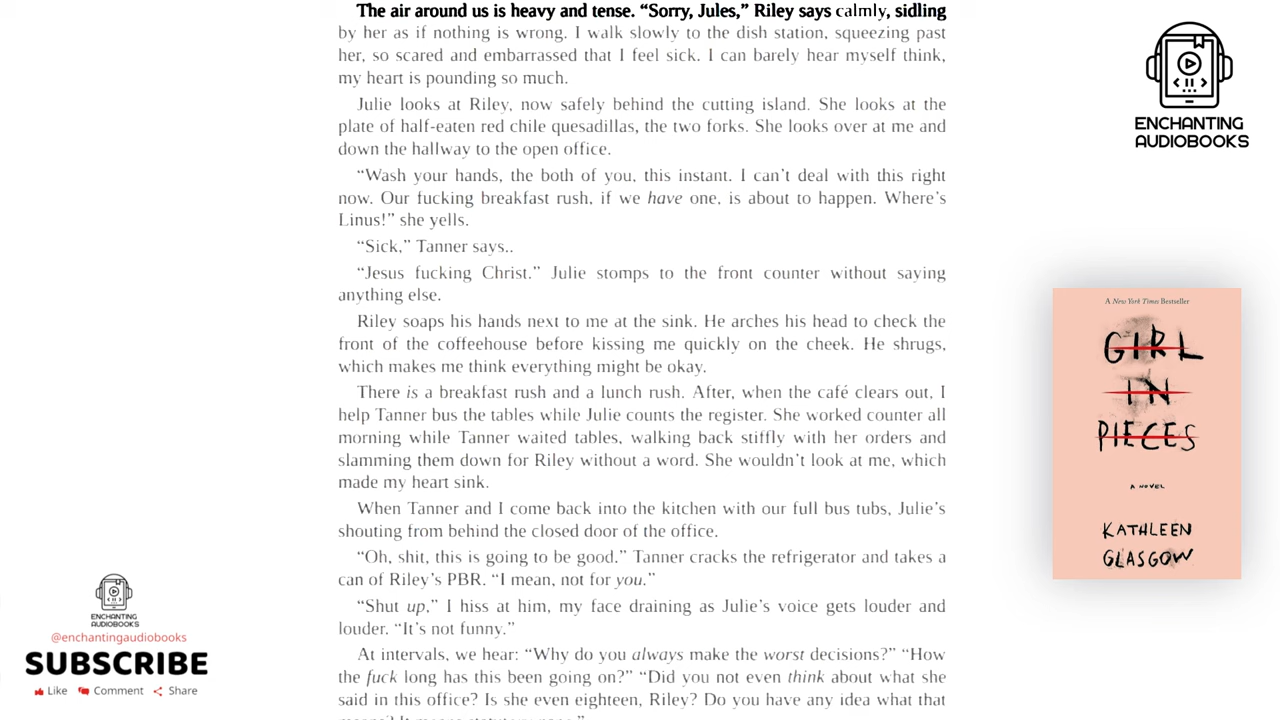 The air around us is heavy and tense. “Sorry, Jules,” Riley says calmly, sidling
by her as if nothing is wrong. I walk slowly to the dish station, squeezing past
her, so scared and embarrassed that I feel sick. I can barely hear myself think,
my heart is pounding so much.
Julie looks at Riley, now safely behind the cutting island. She looks at the
plate of half-eaten red chile quesadillas, the two forks. She looks over at me and
down the hallway to the open office.
“Wash your hands, the both of you, this instant. I can’t deal with this right
now. Our fucking breakfast rush, if we have one, is about to happen. Where’s
Linus!” she yells.
“Sick,” Tanner says..
“Jesus fucking Christ.” Julie stomps to the front counter without saying
anything else.
Riley soaps his hands next to me at the sink. He arches his head to check the
front of the coffeehouse before kissing me quickly on the cheek. He shrugs,
which makes me think everything might be okay.
There is a breakfast rush and a lunch rush. After, when the café clears out, I
help Tanner bus the tables while Julie counts the register. She worked counter all
morning while Tanner waited tables, walking back stiffly with her orders and
slamming them down for Riley without a word. She wouldn’t look at me, which
made my heart sink.
When Tanner and I come back into the kitchen with our full bus tubs, Julie’s
shouting from behind the closed door of the office.
“Oh, shit, this is going to be good.” Tanner cracks the refrigerator and takes a
can of Riley’s PBR. “I mean, not for you.”
“Shut up,” I hiss at him, my face draining as Julie’s voice gets louder and
louder. “It’s not funny.”
At intervals, we hear: “Why do you always make the worst decisions?” “How
the fuck long has this been going on?” “Did you not even think about what she
said in this office? Is she even eighteen, Riley? Do you have any idea what that
ENCHANTING
AUDIOBOOKS
A New York Times Bestseller
GIRL
IN
PIECES
A NOVEL
KATHLEEN
GLASGOW
ENCHANTING
AUDIOBOOKS
@enchantingaudiobooks
SUBSCRIBE
Like Comment Share